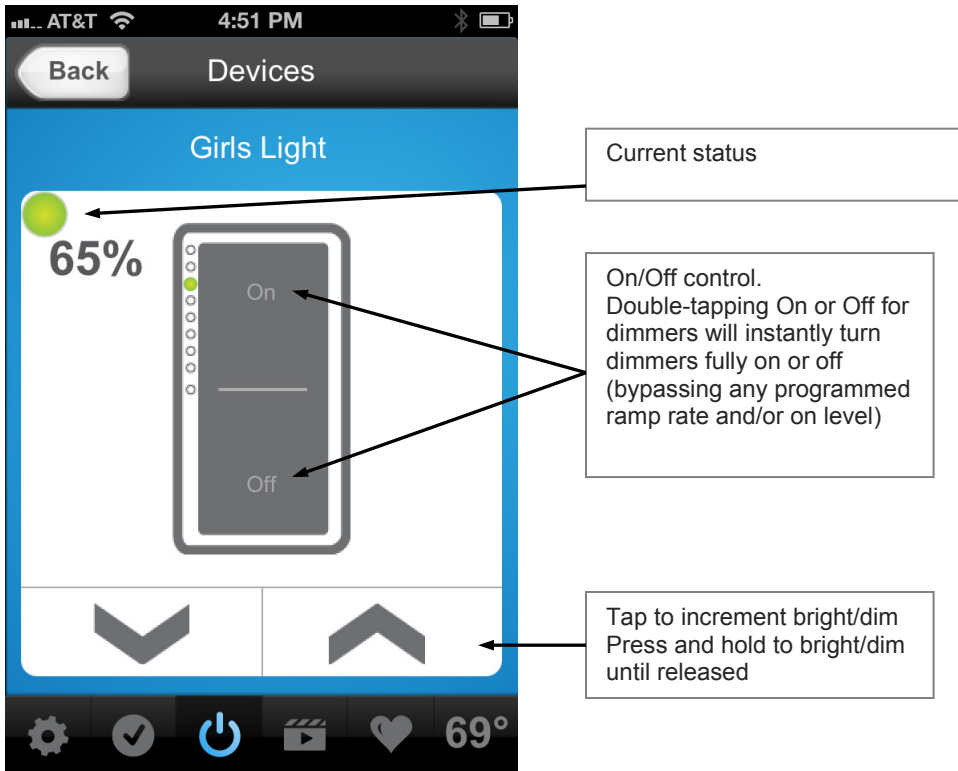 AT&T 4:51 PM
Back Devices
Girls Light
65%
On
Off
69°
Current status
On/Off control.
Double-tapping On or Off for
dimmers will instantly turn
dimmers fully on or off
(bypassing any programmed
ramp rate and/or on level)
Tap to increment bright/dim
Press and hold to bright/dim
until released